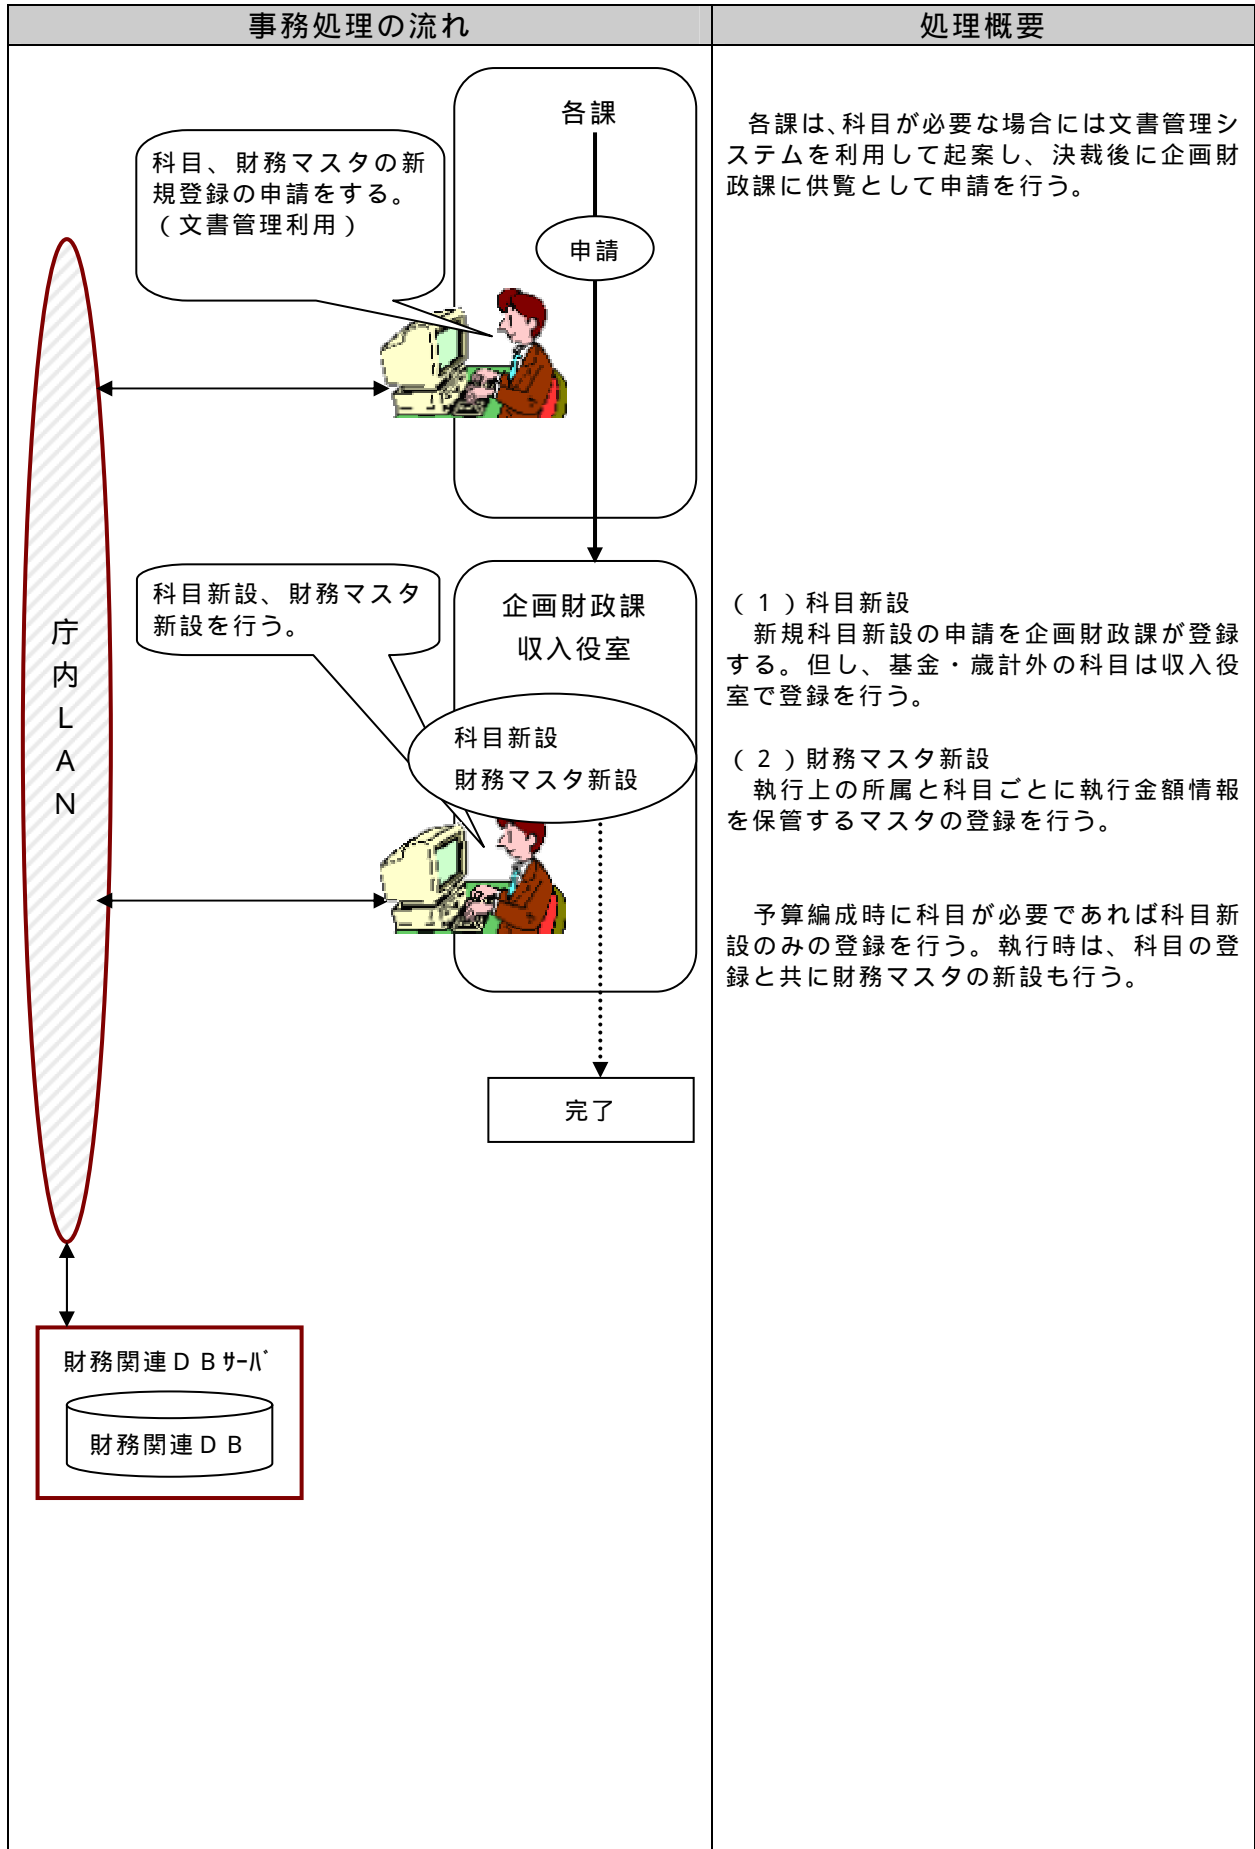 事務処理の流れ
処理概要
各課
科目、財務マスタの新
規登録の申請をする。
(文書管理利用)
申請
各課は、科目が必要な場合には文書管理シ
ステムを利用して起案し、決裁後に企画財
政課に供覧として申請を行う。
庁
内
L
A
N
科目新設、財務マスタ
新設を行う。
企画財政課
収入役室
科目新設
財務マスタ新設
(1)科目新設
新規科目新設の申請を企画財政課が登録
する。但し、基金・歳計外の科目は収入役
室で登録を行う。
(2)財務マスタ新設
執行上の所属と科目ごとに執行金額情報
を保管するマスタの登録を行う。
予算編成時に科目が必要であれば科目新
設のみの登録を行う。執行時は、科目の登
録と共に財務マスタの新設も行う。
完了
財務関連DBサーバ
財務関連DB